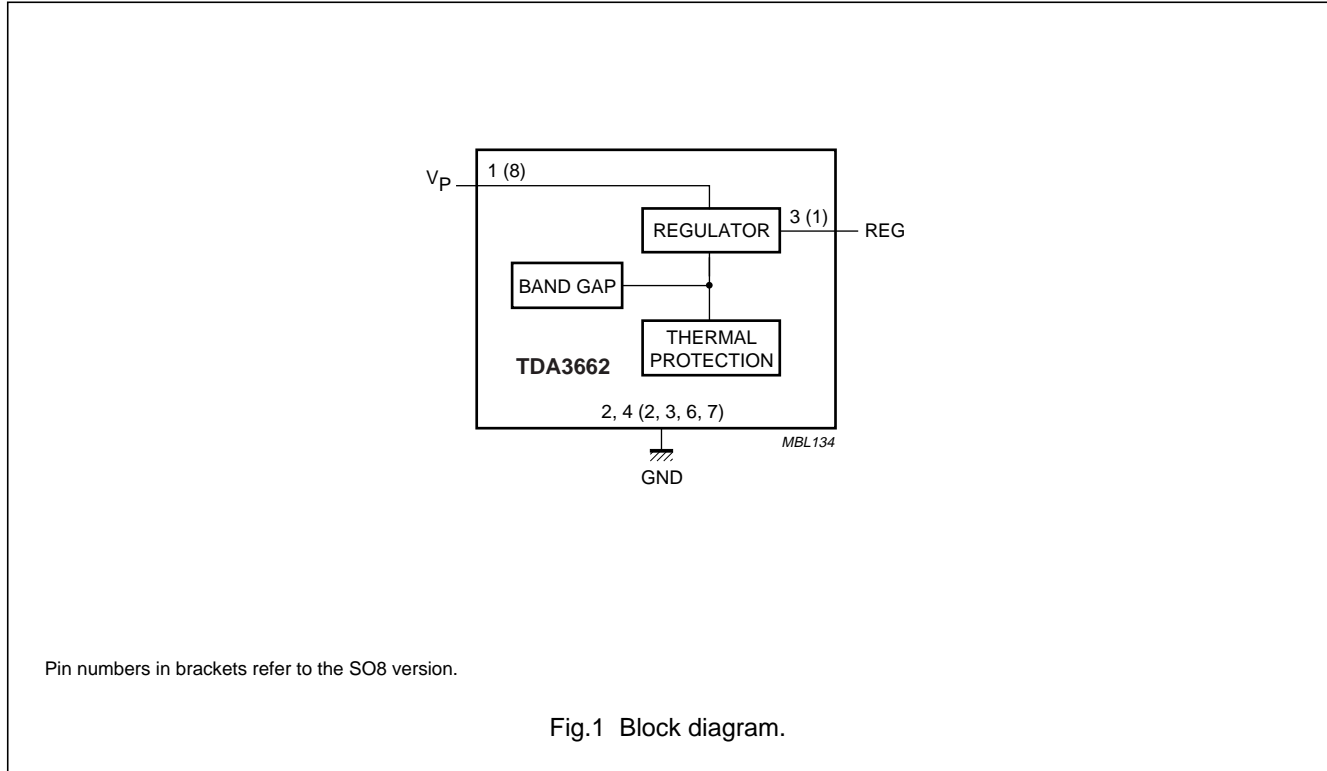 V_P
1 (8)
REGULATOR
3 (1)
REG
BAND GAP
THERMAL
PROTECTION
TDA3662
2, 4 (2, 3, 6, 7)
MBL134
GND
Pin numbers in brackets refer to the SO8 version.
Fig.1 Block diagram.